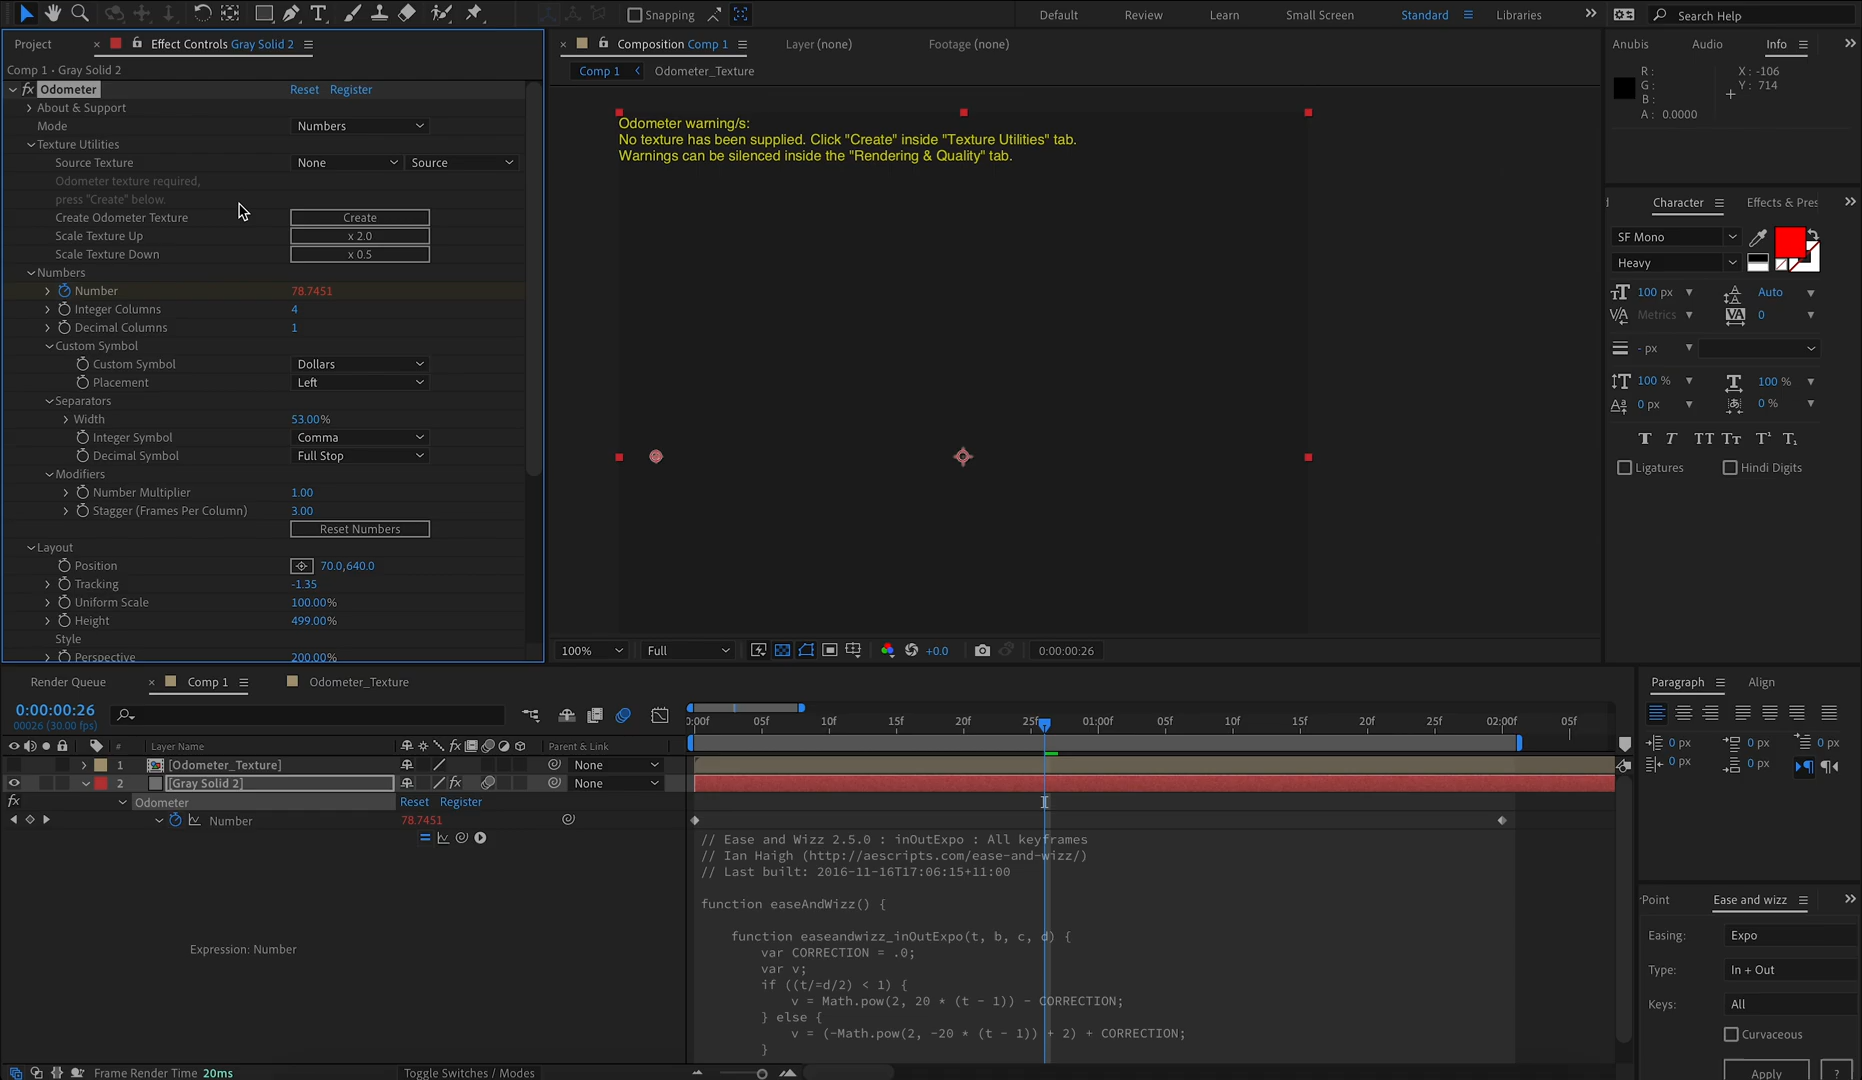 Snapping
Default
Review
Learn
Small Screen
Standard
Libraries
Search Help
Project
Effect Controls Gray Solid 2
Comp 1 • Gray Solid 2
fx Odometer Reset Register
About & Support
Mode Numbers
Texture Utilities
Source Texture None Source
Odometer texture required,
press "Create" below.
Create Odometer Texture Create
Scale Texture Up x 2.0
Scale Texture Down x 0.5
Numbers
Number 78.7451
Integer Columns 4
Decimal Columns 1
Custom Symbol
Custom Symbol Dollars
Placement Left
Separators
Width 53.00%
Integer Symbol Comma
Decimal Symbol Full Stop
Modifiers
Number Multiplier 1.00
Stagger (Frames Per Column) 3.00
Reset Numbers
Layout
Position 70.0,640.0
Tracking -1.35
Uniform Scale 100.00%
Height 499.00%
Style
Perspective 200.00%
Composition Comp 1
Layer (none)
Footage (none)
Comp 1 Odometer_Texture
Odometer warning/s:
No texture has been supplied. Click "Create" inside "Texture Utilities" tab.
Warnings can be silenced inside the "Rendering & Quality" tab.
100% Full +0.0 0:00:00:26
Anubis Audio Info
R :
G :
B :
A : 0.0000
X : -106
Y : 714
Character Effects & Pres
SF Mono
Heavy
100 px Auto
Metrics 0
- px
100 % 100 %
0 px 0 %
Ligatures Hindi Digits
Render Queue Comp 1 Odometer_Texture
0:00:00:26
00026 (30.00 fps)
0:00f 05f 10f 15f 20f 25f 01:00f 05f 10f 15f 20f 25f 02:00f 05f
# Layer Name Parent & Link
1 [Odometer_Texture] None
2 [Gray Solid 2] None
Odometer Reset Register
Number 78.7451
Expression: Number
// Ease and Wizz 2.5.0 : inOutExpo : All keyframes
// Ian Haigh (http://aescripts.com/ease-and-wizz/)
// Last built: 2016-11-16T17:06:15+11:00
function easeAndWizz() {
function easeandwizz_inOutExpo(t, b, c, d) {
var CORRECTION = .0;
var v;
if ((t/=d/2) < 1) {
v = Math.pow(2, 20 * (t - 1)) - CORRECTION;
} else {
v = (-Math.pow(2, -20 * (t - 1)) + 2) + CORRECTION;
}
Frame Render Time 20ms
Toggle Switches / Modes
Paragraph Align
0 px 0 px 0 px
0 px 0 px
Point Ease and wizz
Easing: Expo
Type: In + Out
Keys: All
Curvaceous
Apply ?